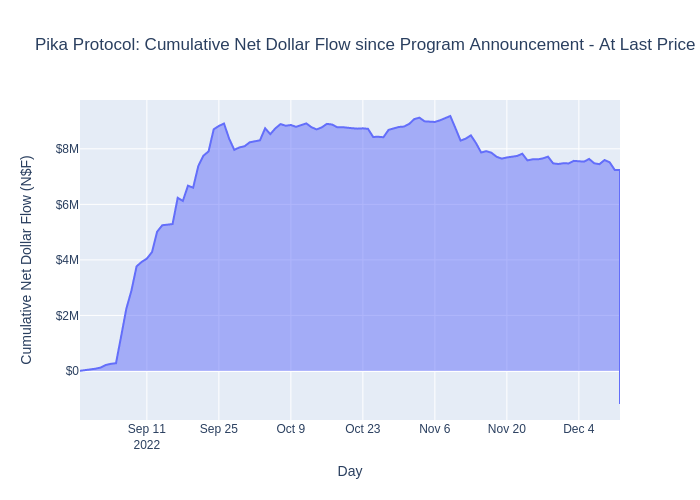 Pika Protocol: Cumulative Net Dollar Flow since Program Announcement - At Last Price
Cumulative Net Dollar Flow (N$F)
$8M
$6M
$4M
$2M
$0
Sep 11
2022
Sep 25
Oct 9
Oct 23
Nov 6
Nov 20
Dec 4
Day